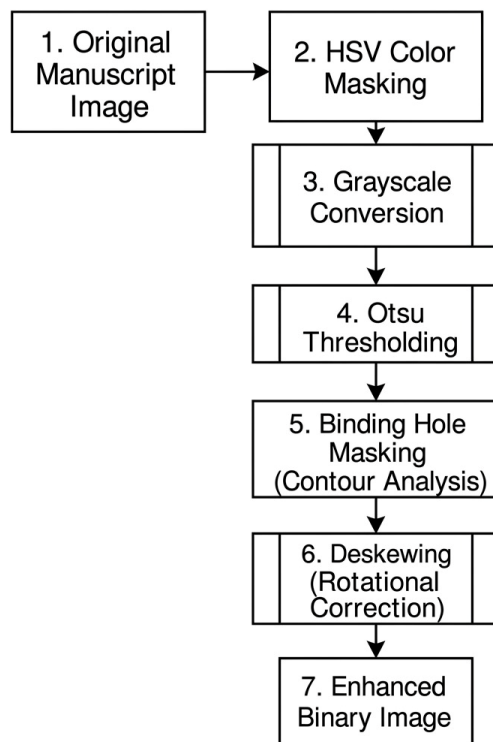 1. Original
Manuscript
Image
2. HSV Color
Masking
3. Grayscale
Conversion
4. Otsu
Thresholding
5. Binding Hole
Masking
(Contour Analysis)
6. Deskewing
(Rotational
Correction)
7. Enhanced
Binary Image